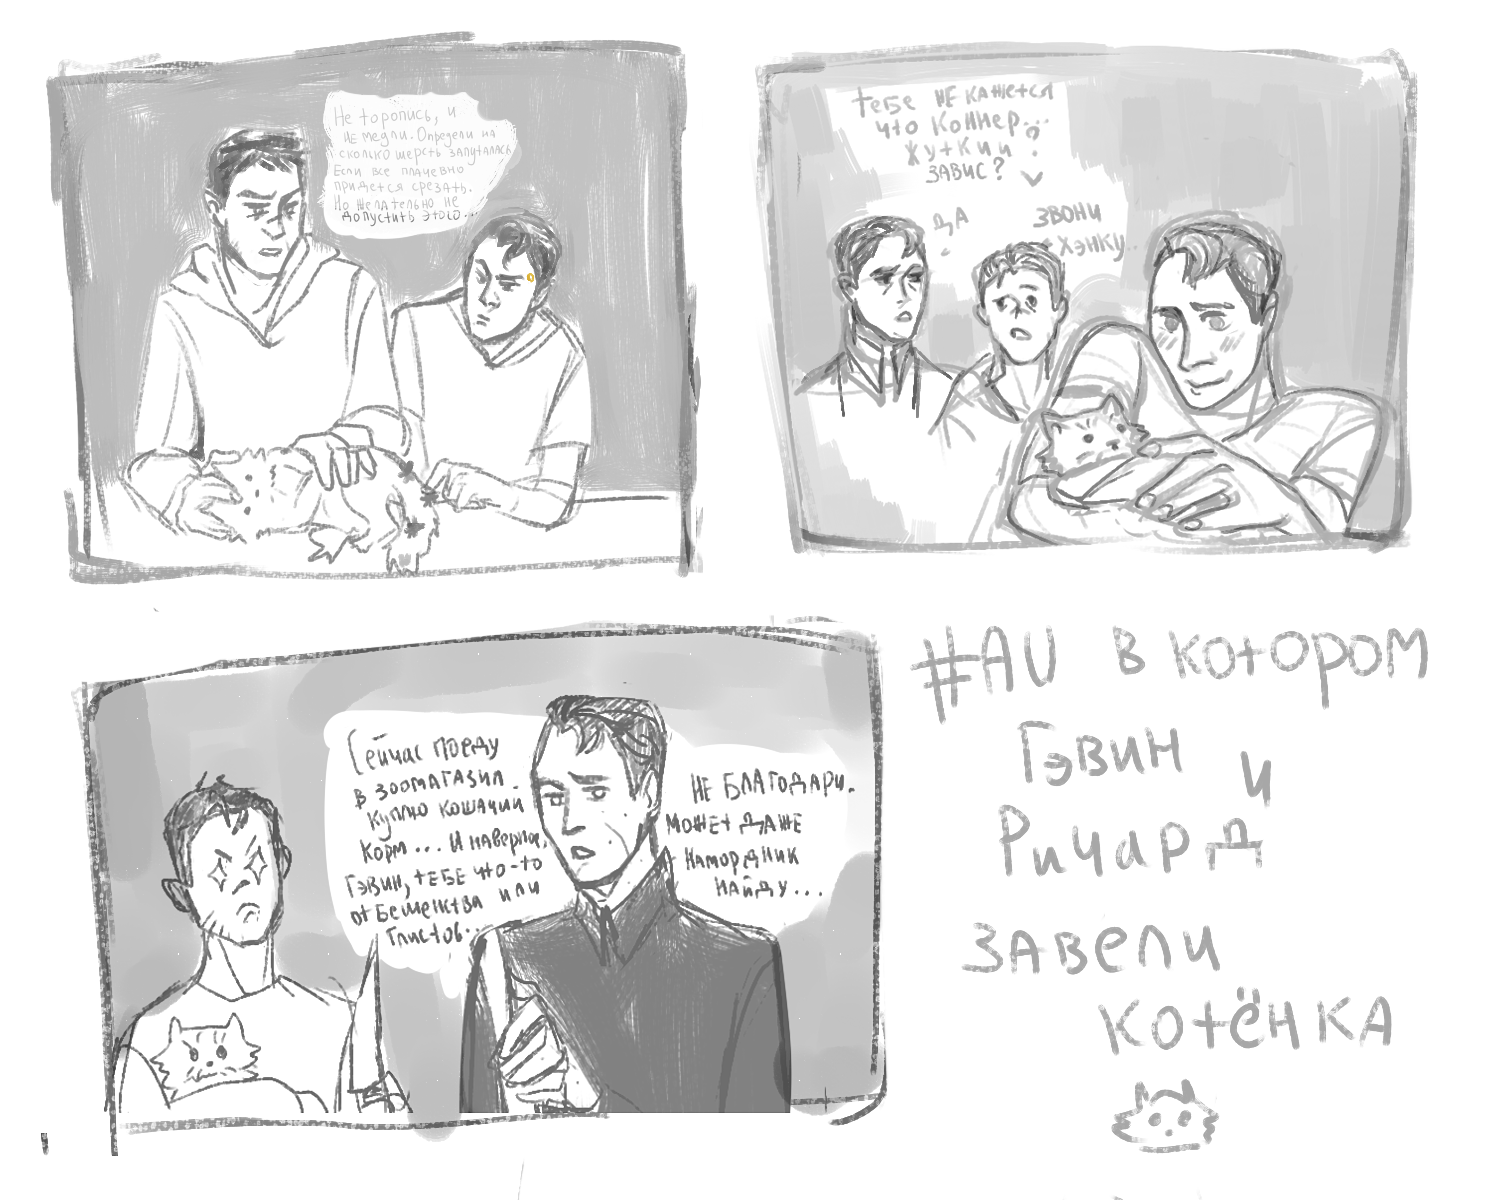 Не торопись, и
не медли. Определи на
сколько шерсть запуталась
Если все плачевно
придется срезать.
Но желательно не
допустить этого...
тебе не кажется
что Коннер...
жуткий?
завис?
ДА
ЗВОНИ
Хэнку..
Сейчас поеду
в зоомагазил.
Куплю кошачий
корм... И наверное,
Гэвин, тебе что-то
от Бешенства или
Глистов..
НЕ БЛАГОДАРИ.
Может ДАЖЕ
намордник
найду...
#AU в котором
Гэвин и
Ричард
ЗАВЕЛИ
КОТЁНКА